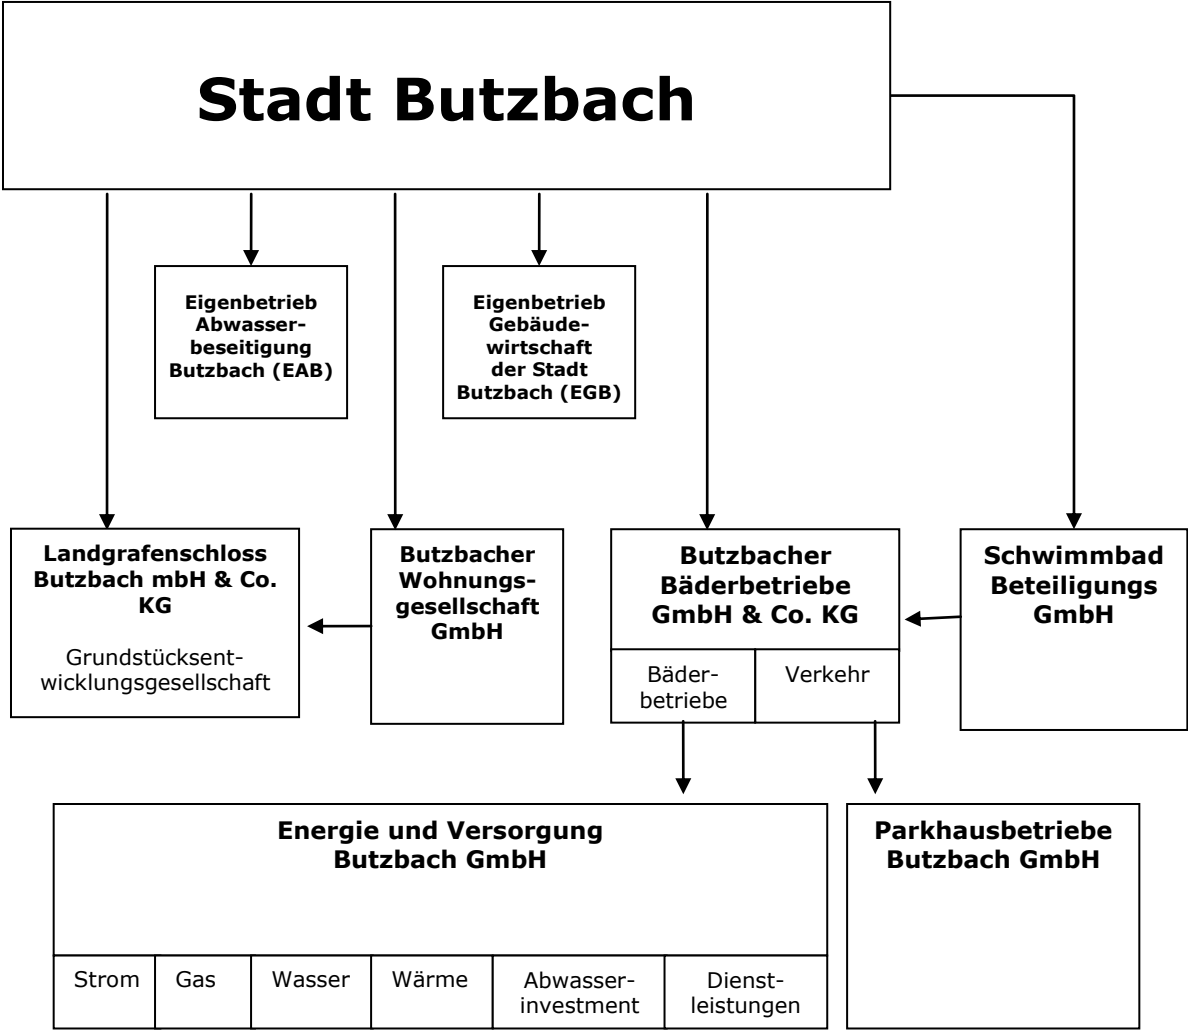 Stadt Butzbach
Eigenbetrieb
Abwasser-
beseitigung
Butzbach (EAB)
Eigenbetrieb
Gebäude-
wirtschaft
der Stadt
Butzbach (EGB)
Landgrafenschloss
Butzbach mbH & Co.
KG
Grundstücksent-
wicklungsgesellschaft
Butzbacher
Wohnungs-
gesellschaft
GmbH
Butzbacher
Bäderbetriebe
GmbH & Co. KG
Bäder-
betriebe
Verkehr
Schwimmbad
Beteiligungs
GmbH
Energie und Versorgung
Butzbach GmbH
Strom
Gas
Wasser
Wärme
Abwasser-
investment
Dienst-
leistungen
Parkhausbetriebe
Butzbach GmbH